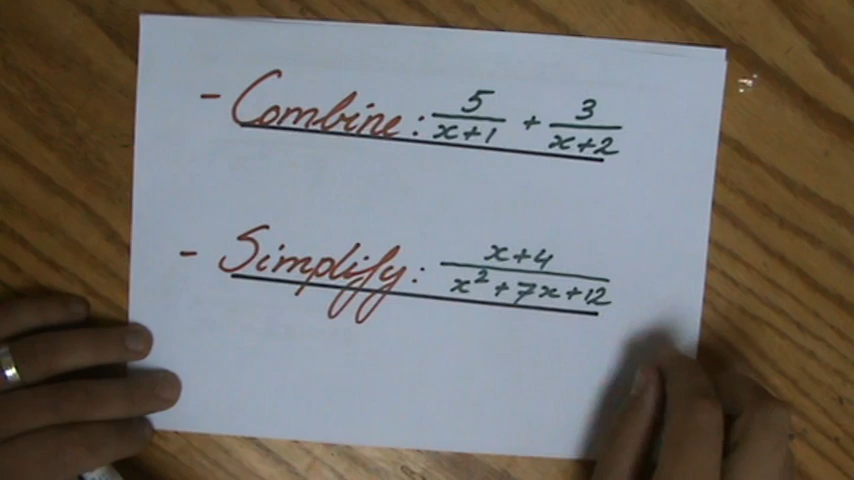 - Combine: 5/(x+1) + 3/(x+2)
- Simplify: (x+4)/(x²+7x+12)